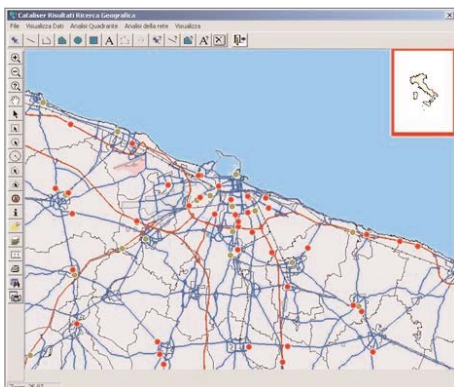 Cataliser Risultati Ricerca Geografica
File Visualizza Dati Analisi Quadrante Analisi della rete Visualizza
A A